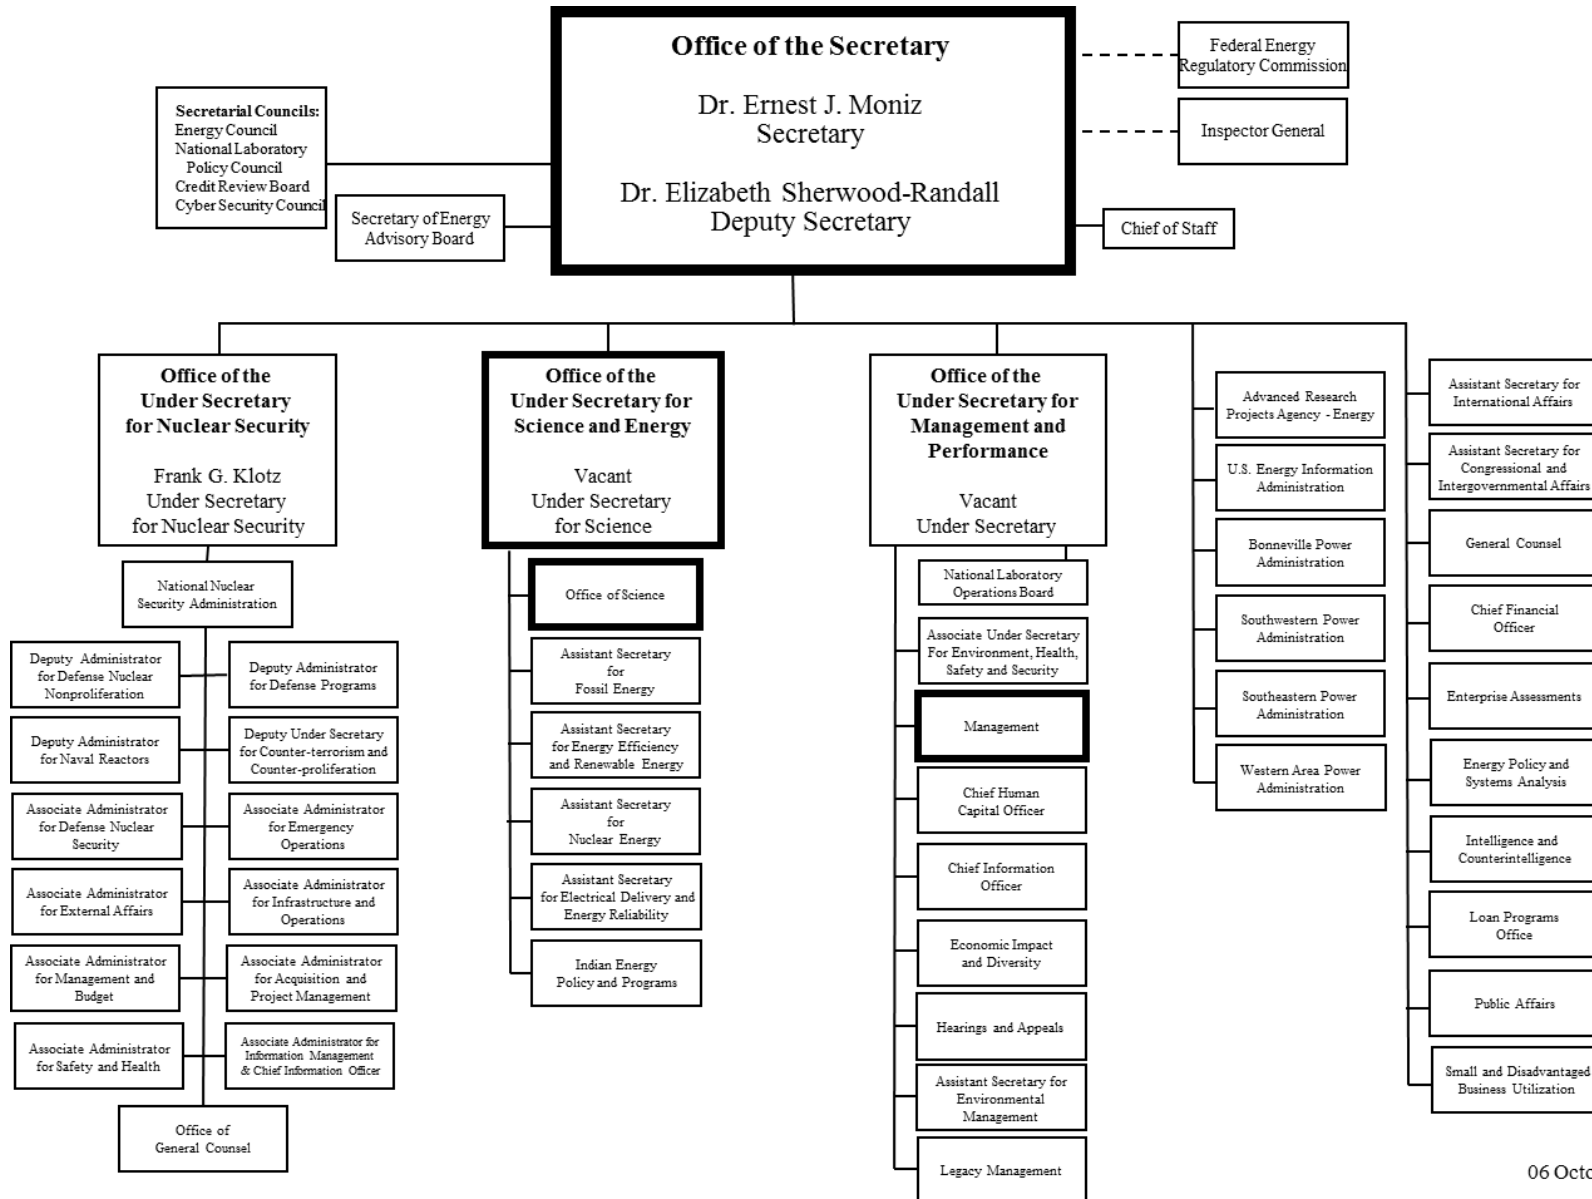 Office of the Secretary
Dr. Ernest J. Moniz
Secretary
Dr. Elizabeth Sherwood-Randall
Deputy Secretary
Federal Energy
Regulatory Commission
Inspector General
Secretarial Councils:
Energy Council
National Laboratory
Policy Council
Credit Review Board
Cyber Security Council
Secretary of Energy
Advisory Board
Chief of Staff
Office of the
Under Secretary
for Nuclear Security
Frank G. Klotz
Under Secretary
for Nuclear Security
National Nuclear
Security Administration
Deputy Administrator
for Defense Nuclear
Nonproliferation
Deputy Administrator
for Defense Programs
Deputy Administrator
for Naval Reactors
Deputy Under Secretary
for Counter-terrorism and
Counter-proliferation
Associate Administrator
for Defense Nuclear
Security
Associate Administrator
for Emergency
Operations
Associate Administrator
for External Affairs
Associate Administrator
for Infrastructure and
Operations
Associate Administrator
for Management and
Budget
Associate Administrator
for Acquisition and
Project Management
Associate Administrator
for Safety and Health
Associate Administrator for
Information Management
& Chief Information Officer
Office of
General Counsel
Office of the
Under Secretary for
Science and Energy
Vacant
Under Secretary
for Science
Office of Science
Assistant Secretary
for
Fossil Energy
Assistant Secretary
for Energy Efficiency
and Renewable Energy
Assistant Secretary
for
Nuclear Energy
Assistant Secretary
for Electrical Delivery and
Energy Reliability
Indian Energy
Policy and Programs
Office of the
Under Secretary for
Management and
Performance
Vacant
Under Secretary
National Laboratory
Operations Board
Associate Under Secretary
For Environment, Health,
Safety and Security
Management
Chief Human
Capital Officer
Chief Information
Officer
Economic Impact
and Diversity
Hearings and Appeals
Assistant Secretary for
Environmental
Management
Legacy Management
Advanced Research
Projects Agency - Energy
U.S. Energy Information
Administration
Bonneville Power
Administration
Southwestern Power
Administration
Southeastern Power
Administration
Western Area Power
Administration
Assistant Secretary for
International Affairs
Assistant Secretary for
Congressional and
Intergovernmental Affairs
General Counsel
Chief Financial
Officer
Enterprise Assessments
Energy Policy and
Systems Analysis
Intelligence and
Counterintelligence
Loan Programs
Office
Public Affairs
Small and Disadvantaged
Business Utilization
06 Octo